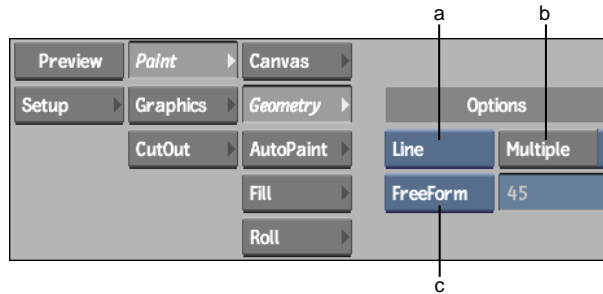 a b
Preview Paint Canvas
Setup Graphics Geometry Options
CutOut AutoPaint Line Multiple
Fill FreeForm 45
Roll
c